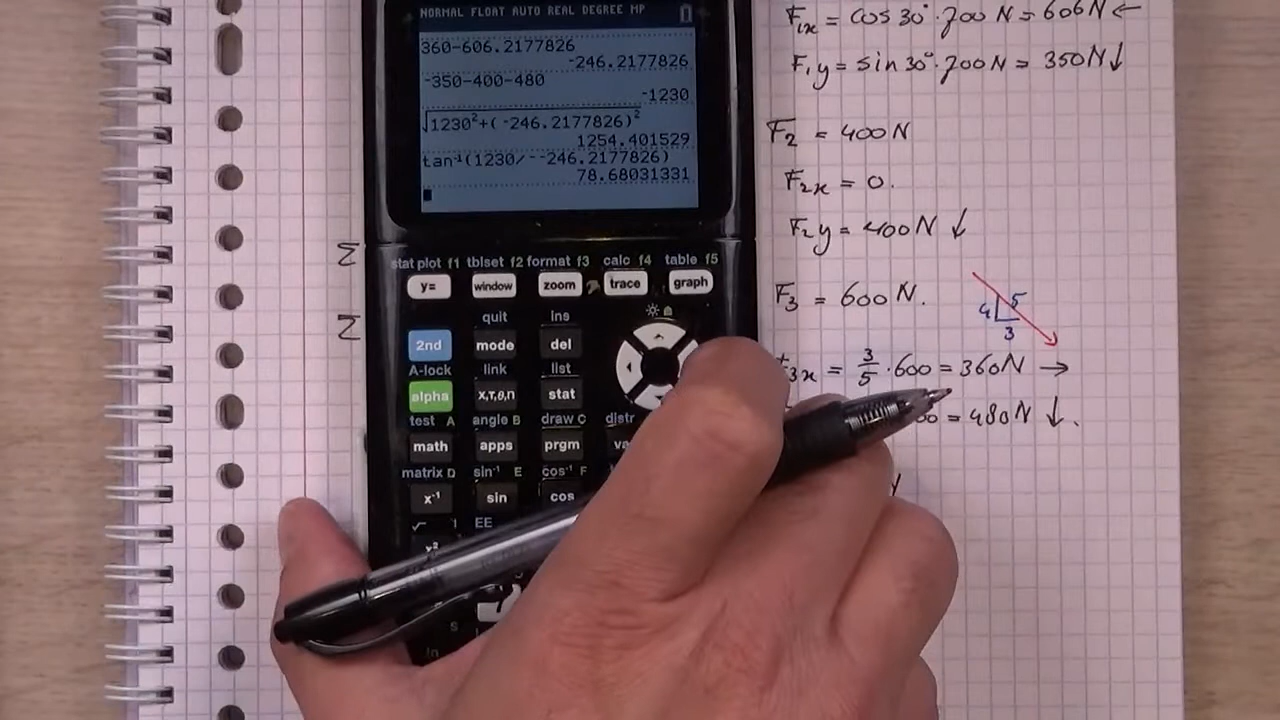 NORMAL FLOAT AUTO REAL DEGREE MP
360-606.2177826
-246.2177826
-350-400-480
-1230
√1230²+(-246.2177826)²
1254.401529
tan⁻¹(1230/--246.2177826)
78.68031331
stat plot f1 tblset f2 format f3 calc f4 table f5
y= window zoom trace graph
quit ins
2nd mode del
A-lock link list
alpha X,T,θ,n stat
test A angle B draw C distr
math apps prgm
matrix D sin⁻¹ E cos⁻¹ F
x⁻¹ sin cos
√ I EE
x²
S
ln
Σ
Σ
F1x = cos 30° · 700 N = 606 N ←
F1y = sin 30° · 700 N = 350 N ↓
F2 = 400 N
F2x = 0.
F2y = 400 N ↓
F3 = 600 N.
4 5
3
3x = 3/5 · 600 = 360 N →
= 480 N ↓.